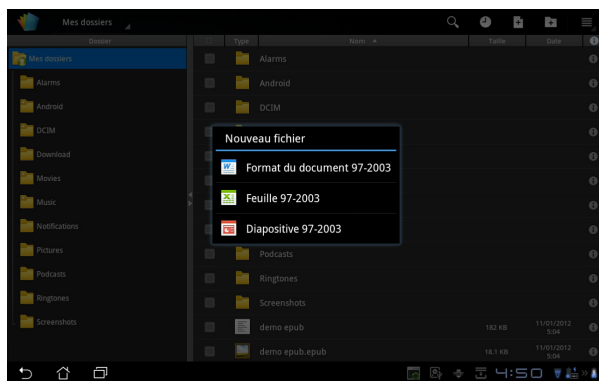 Mes dossiers
Dossier
Type
Nom
Taille
Date
Mes dossiers
Alarms
Android
DCIM
Download
Movies
Music
Notifications
Pictures
Podcasts
Ringtones
Screenshots
Alarms
Android
DCIM
Nouveau fichier
Format du document 97-2003
Feuille 97-2003
Diapositive 97-2003
Podcasts
Ringtones
Screenshots
demo epub 182 KB 11/01/2012
5:04
demo epub.epub 18.1 KB 11/01/2012
5:04
4:50